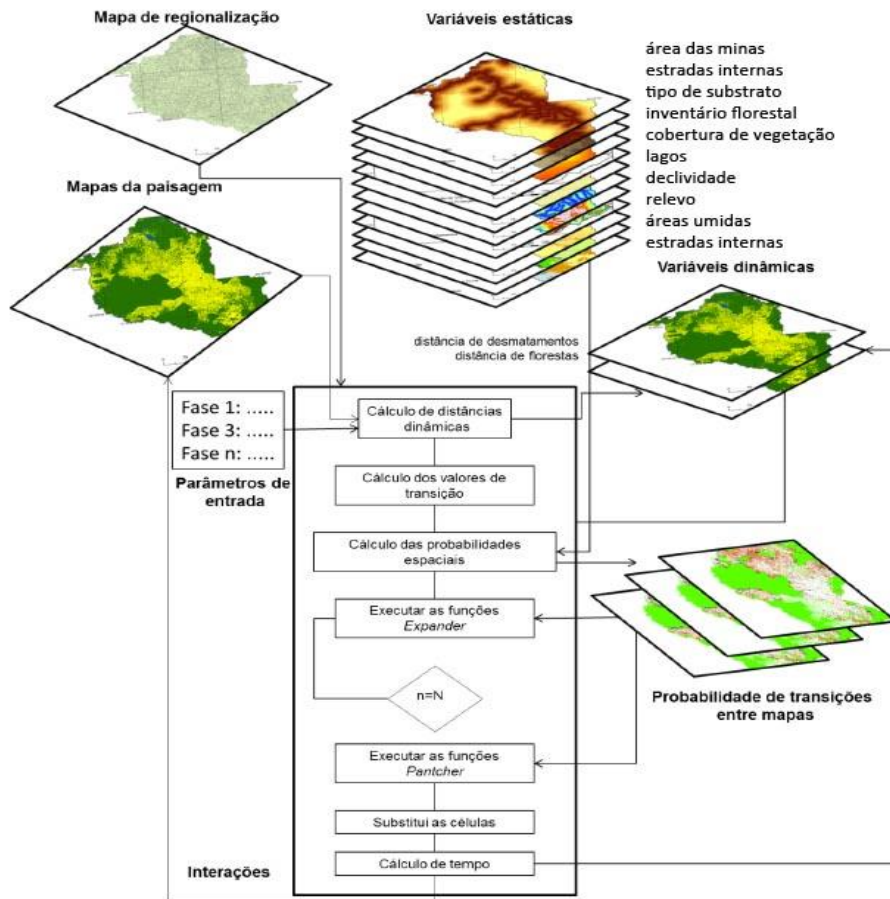 Mapa de regionalização
Variáveis estáticas
área das minas
estradas internas
tipo de substrato
inventário florestal
cobertura de vegetação
lagos
declividade
relevo
áreas umidas
estradas internas
Mapas da paisagem
Variáveis dinâmicas
distância de desmatamentos
distância de florestas
Fase 1: .....
Fase 3: .....
Fase n: .....
Parâmetros de
entrada
Cálculo de distâncias
dinâmicas
Cálculo dos valores de
transição
Cálculo das probabilidades
espaciais
Executar as funções
Expander
n=N
Probabilidade de transições
entre mapas
Executar as funções
Pantcher
Substitui as células
Cálculo de tempo
Interações